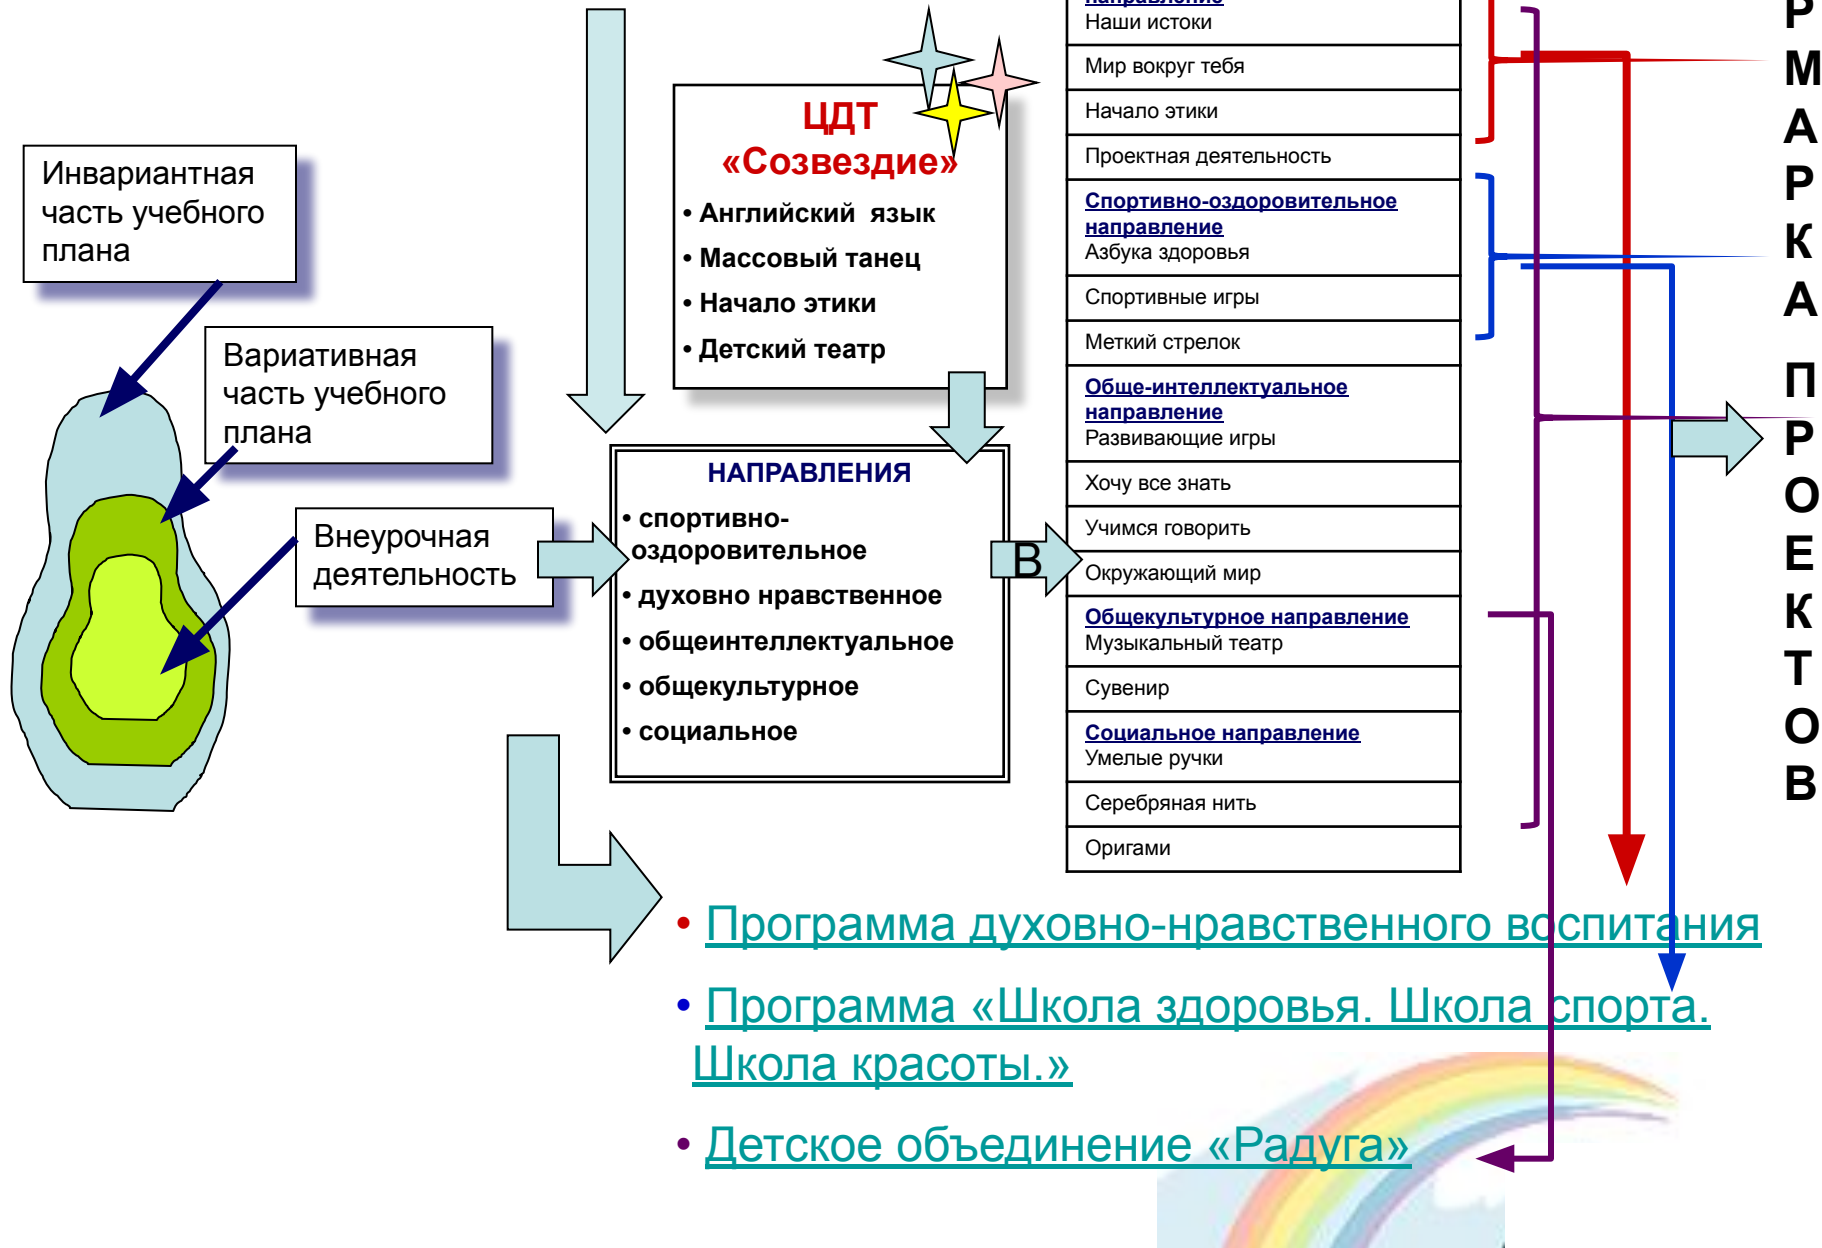 Инвариантная
часть учебного
плана
Вариативная
часть учебного
плана
Внеурочная
деятельность
ЦДТ
«Созвездие»
• Английский язык
• Массовый танец
• Начало этики
• Детский театр
НАПРАВЛЕНИЯ
• спортивно-
оздоровительное
• духовно нравственное
• общеинтеллектуальное
• общекультурное
• социальное
В
направление
Наши истоки
Мир вокруг тебя
Начало этики
Проектная деятельность
Спортивно-оздоровительное
направление
Азбука здоровья
Спортивные игры
Меткий стрелок
Обще-интеллектуальное
направление
Развивающие игры
Хочу все знать
Учимся говорить
Окружающий мир
Общекультурное направление
Музыкальный театр
Сувенир
Социальное направление
Умелые ручки
Серебряная нить
Оригами
Р
М
А
Р
К
А
П
Р
О
Е
К
Т
О
В
• Программа духовно-нравственного воспитания
• Программа «Школа здоровья. Школа спорта.
Школа красоты.»
• Детское объединение «Радуга»